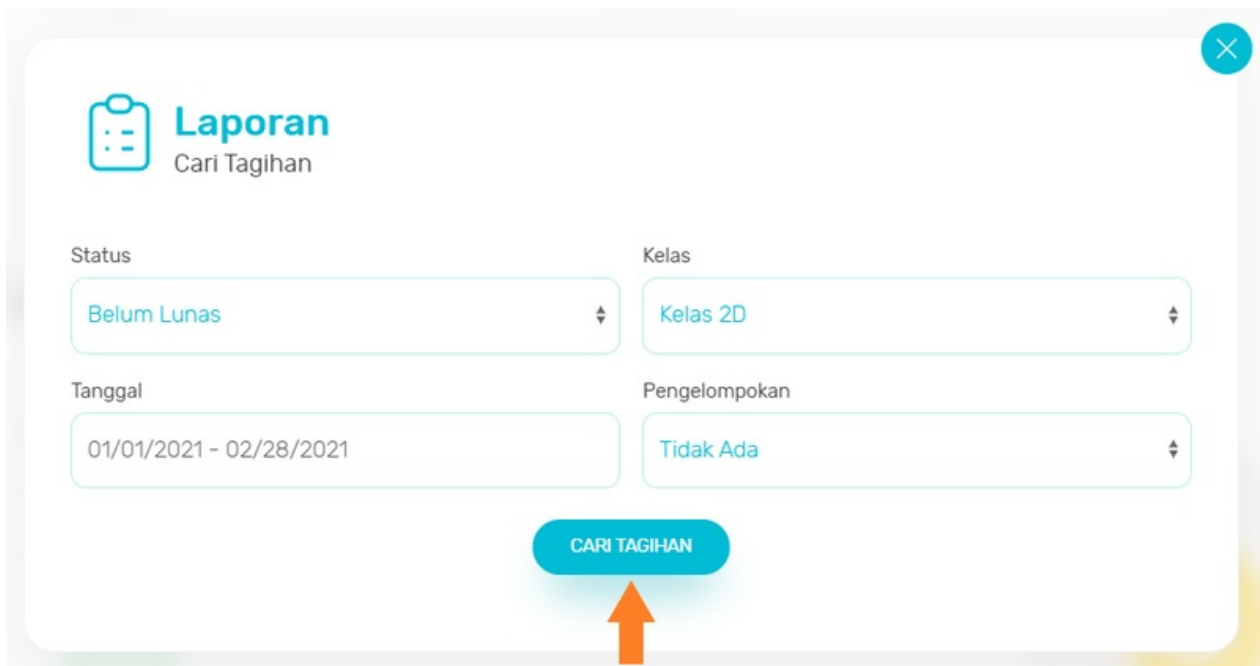 Laporan
Cari Tagihan
Status
Kelas
Belum Lunas
Kelas 2D
Tanggal
Pengelompokan
01/01/2021 - 02/28/2021
Tidak Ada
CARI TAGIHAN